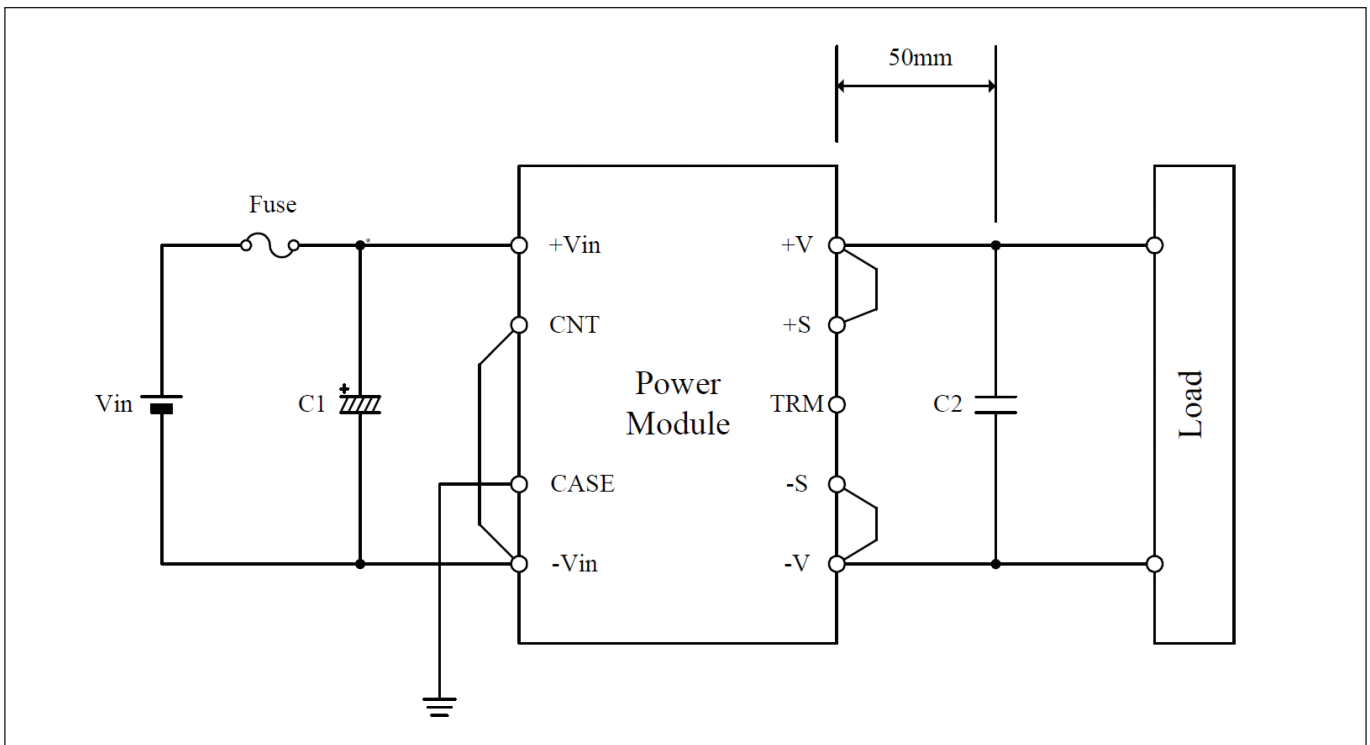 50mm
Fuse
+Vin
+V
CNT
+S
Vin
C1
+
Power
Module
TRM
C2
Load
CASE
-S
-Vin
-V